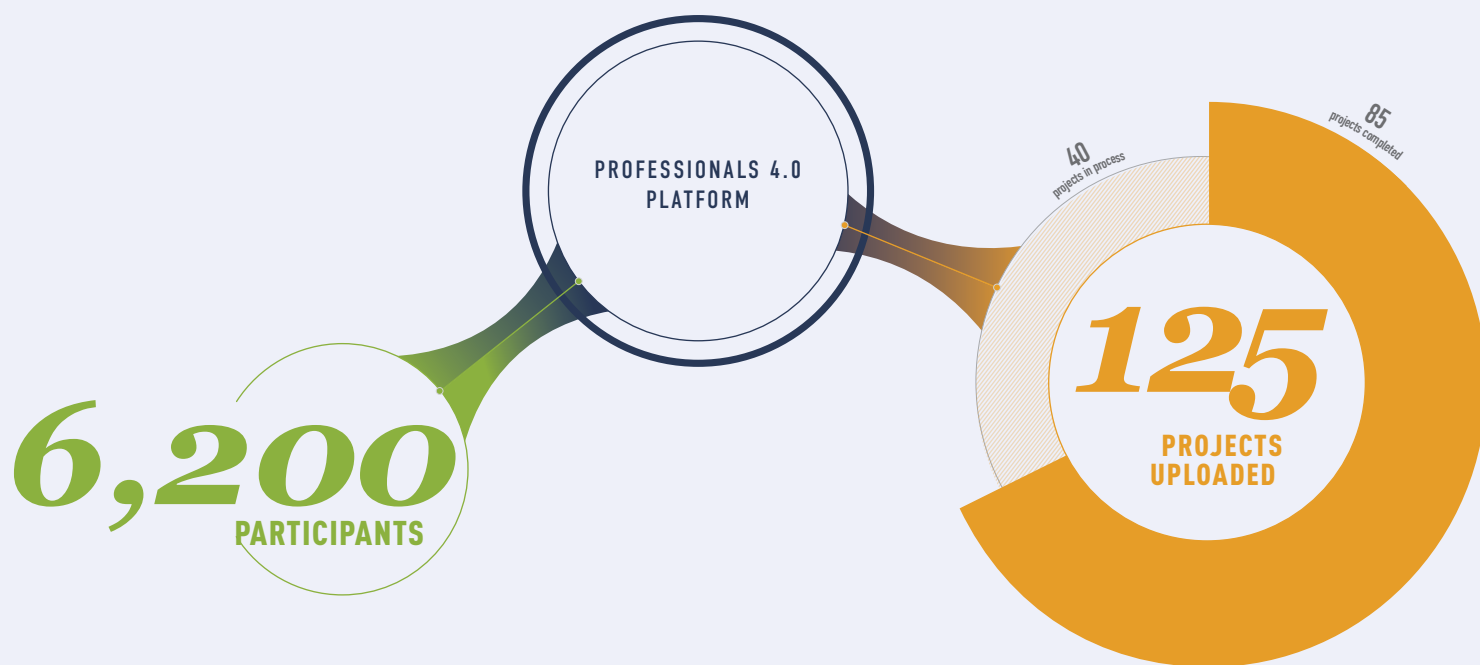 PROFESSIONALS 4.0
PLATFORM
6,200
PARTICIPANTS
40
projects in process
85
projects completed
125
PROJECTS
UPLOADED